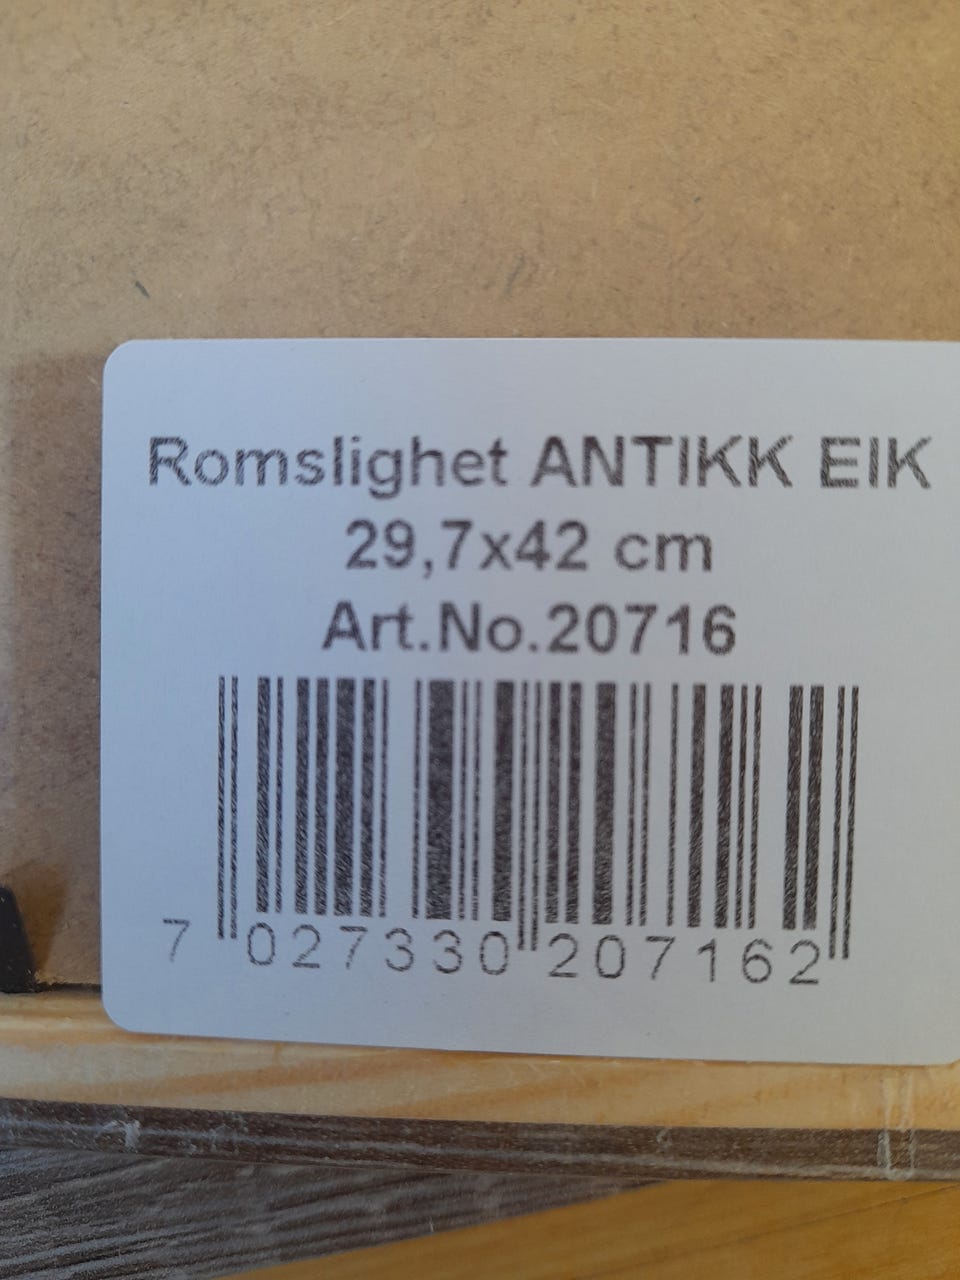 Romslighet ANTIKK EIK
29,7x42 cm
Art.No.20716
7 027330 207162